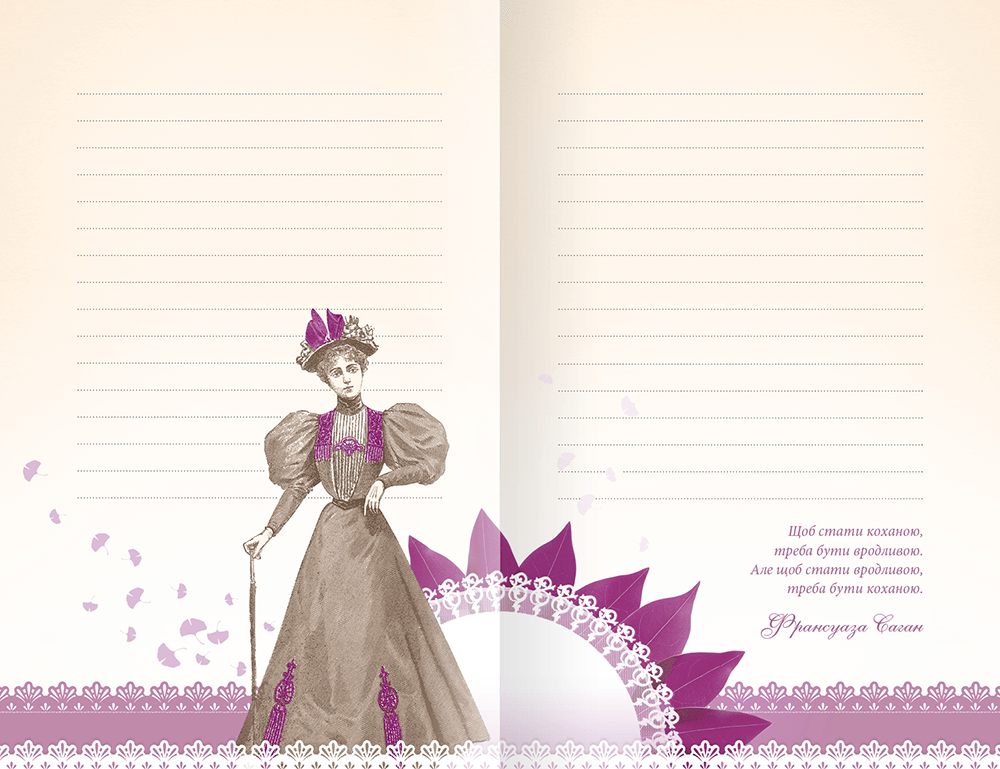 Щоб стати коханою,
треба бути вродливою.
Але щоб стати вродливою,
треба бути коханою.
Франсуаза Саган